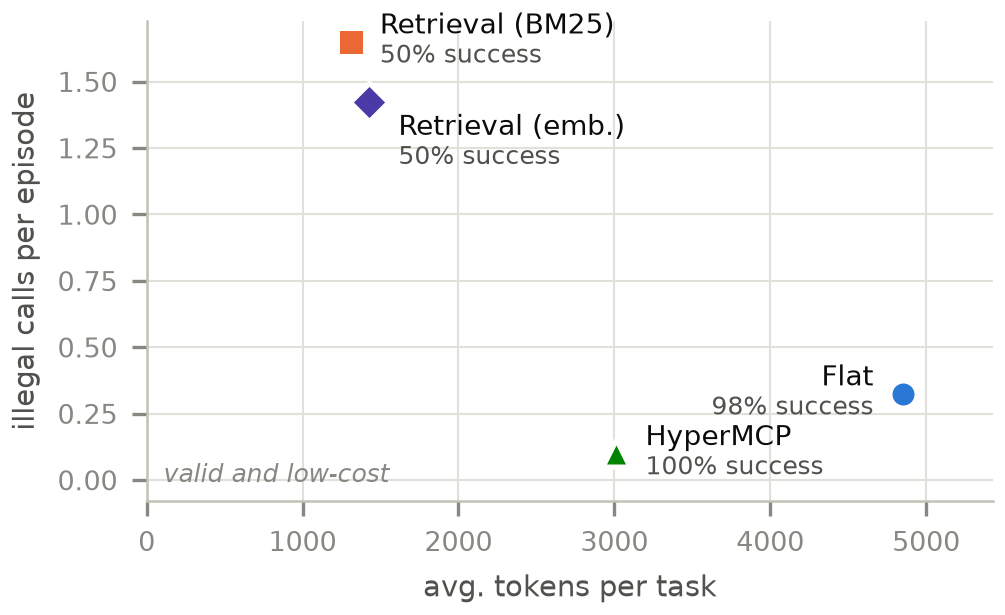 Retrieval (BM25)
50% success
Retrieval (emb.)
50% success
Flat
98% success
HyperMCP
100% success
valid and low-cost
illegal calls per episode
1.50
1.25
1.00
0.75
0.50
0.25
0.00
0 1000 2000 3000 4000 5000
avg. tokens per task